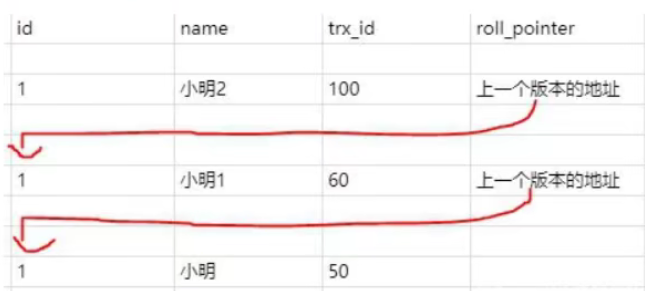 id name trx_id roll_pointer
1 小明2 100 上一个版本的地址
1 小明1 60 上一个版本的地址
1 小明 50